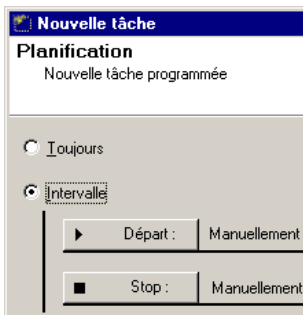 Nouvelle tâche
Planification
Nouvelle tâche programmée
Toujours
Intervalle
Départ : Manuellement
Stop : Manuellement